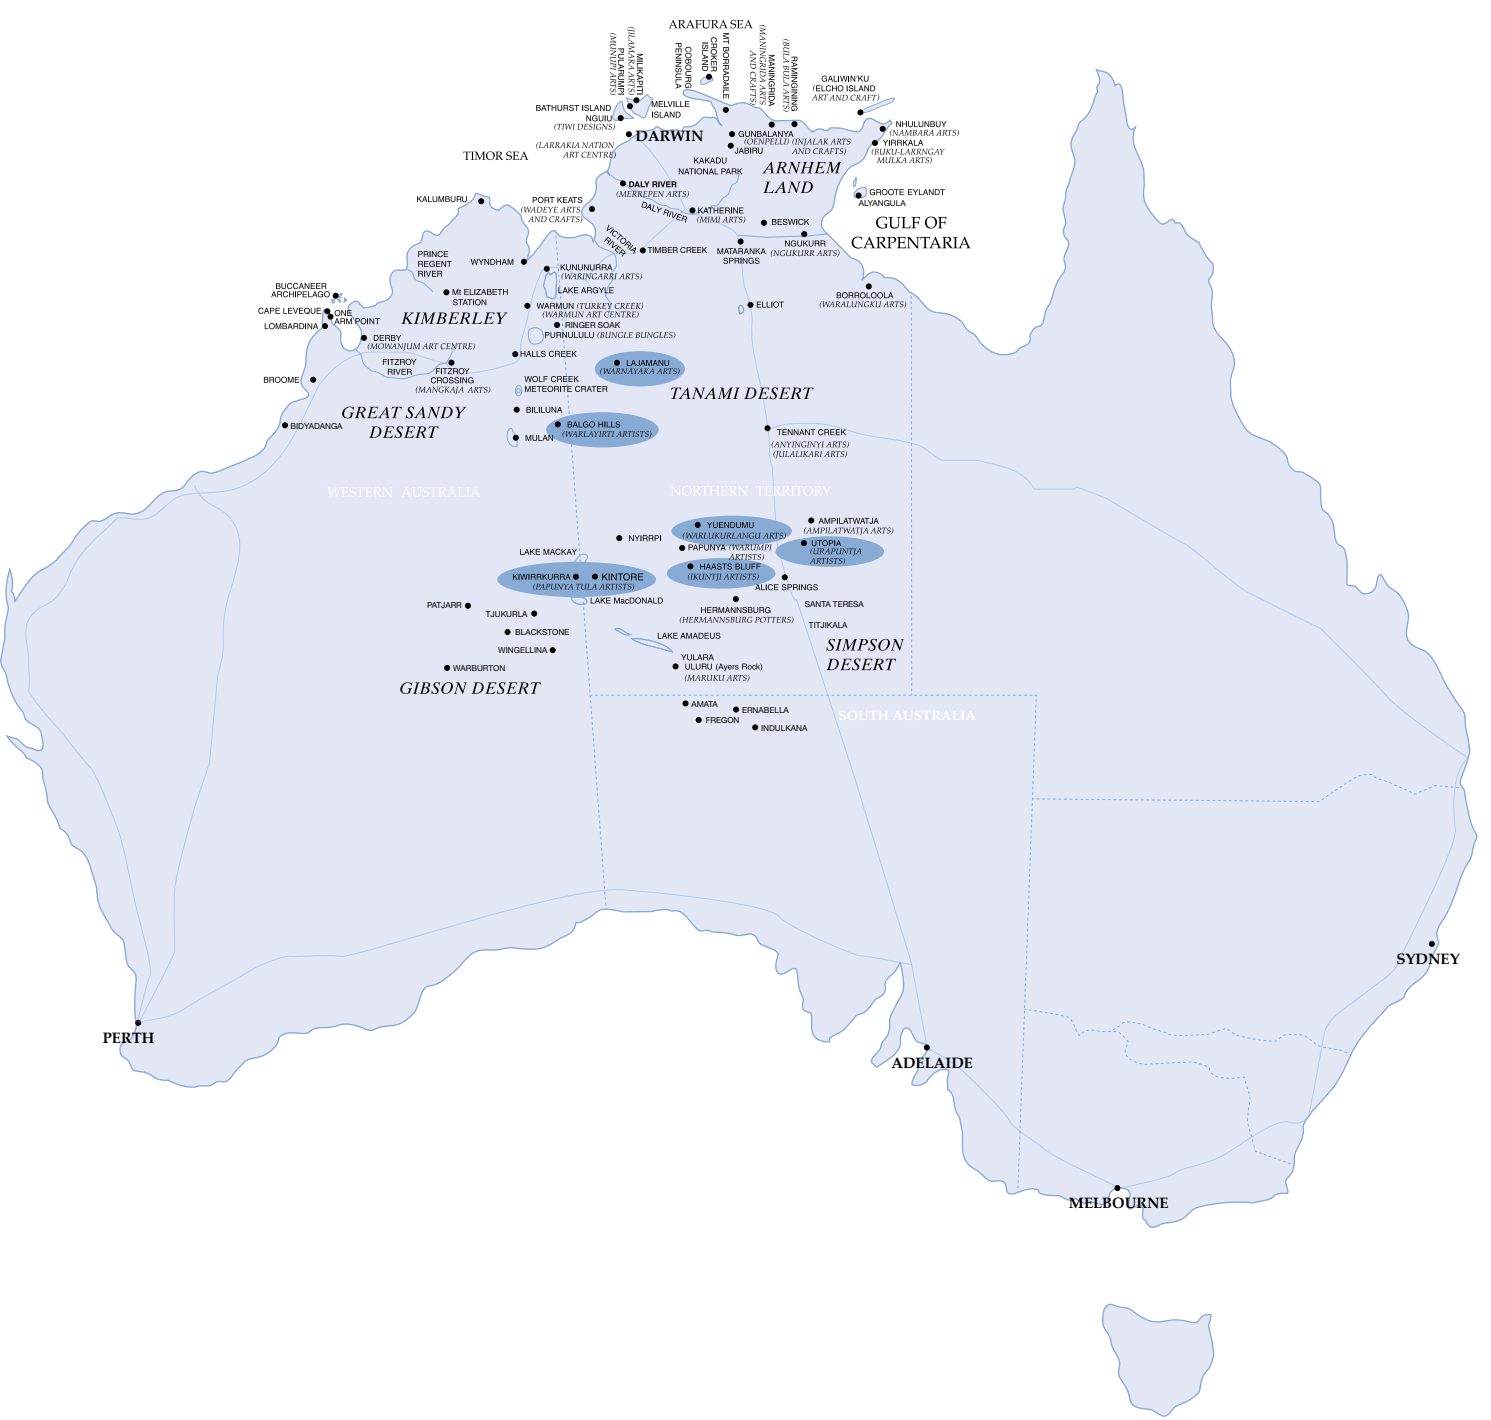 ARAFURA SEA
(MUNUPI ARTS)
PULARUMPI
(JILAMARA ARTS)
MILIKAPITI
COBOURG
PENINSULA
CROKER
ISLAND
MT BORRADAILE
(MANINGRIDA ARTS
AND CRAFTS)
MANINGRIDA
(BULA BULA ARTS)
RAMINGINING
GALIWIN'KU
(ELCHO ISLAND
ART AND CRAFT)
BATHURST ISLAND
NGUIU
(TIWI DESIGNS)
MELVILLE
ISLAND
DARWIN
(LARRAKIA NATION
ART CENTRE)
TIMOR SEA
GUNBALANYA
(OENPELLI) (INJALAK ARTS
AND CRAFTS)
JABIRU
KAKADU
NATIONAL PARK
ARNHEM
LAND
NHULUNBUY
(NAMBARA ARTS)
YIRRKALA
(BUKU-LARRNGAY
MULKA ARTS)
GROOTE EYLANDT
ALYANGULA
GULF OF
CARPENTARIA
KALUMBURU
PORT KEATS
(WADEYE ARTS
AND CRAFTS)
DALY RIVER
(MERREPEN ARTS)
DALY RIVER
KATHERINE
(MIMI ARTS)
BESWICK
NGUKURR
(NGUKURR ARTS)
MATARANKA
SPRINGS
VICTORIA
RIVER
TIMBER CREEK
PRINCE
REGENT
RIVER
WYNDHAM
KUNUNURRA
(WARINGARRI ARTS)
LAKE ARGYLE
BUCCANEER
ARCHIPELAGO
Mt ELIZABETH
STATION
CAPE LEVEQUE
ONE
ARM POINT
LOMBARDINA
KIMBERLEY
WARMUN (TURKEY CREEK)
(WARMUN ART CENTRE)
RINGER SOAK
PURNULULU (BUNGLE BUNGLES)
ELLIOT
BORROLOOLA
(WARALUNGKU ARTS)
DERBY
(MOWANJUM ART CENTRE)
HALLS CREEK
FITZROY
RIVER
FITZROY
CROSSING
(MANGKAJA ARTS)
LAJAMANU
(WARNAYAKA ARTS)
BROOME
WOLF CREEK
METEORITE CRATER
TANAMI DESERT
GREAT SANDY
DESERT
BILILUNA
BIDYADANGA
BALGO HILLS
(WARLAYIRTI ARTISTS)
MULAN
TENNANT CREEK
(ANYINGINYI ARTS)
(JULALIKARI ARTS)
WESTERN AUSTRALIA
NORTHERN TERRITORY
YUENDUMU
(WARLUKURLANGU ARTS)
AMPILATWATJA
(AMPILATWATJA ARTS)
NYIRRPI
PAPUNYA (WARUMPI
ARTISTS)
UTOPIA
(URAPUNTJA
ARTISTS)
LAKE MACKAY
HAASTS BLUFF
(IKUNTJI ARTISTS)
KIWIRRKURRA
KINTORE
(PAPUNYA TULA ARTISTS)
ALICE SPRINGS
LAKE MacDONALD
PATJARR
TJUKURLA
HERMANNSBURG
(HERMANNSBURG POTTERS)
SANTA TERESA
TITJIKALA
BLACKSTONE
LAKE AMADEUS
WINGELLINA
SIMPSON
DESERT
YULARA
ULURU (Ayers Rock)
(MARUKU ARTS)
WARBURTON
GIBSON DESERT
AMATA
ERNABELLA
FREGON
INDULKANA
SOUTH AUSTRALIA
SYDNEY
PERTH
ADELAIDE
MELBOURNE